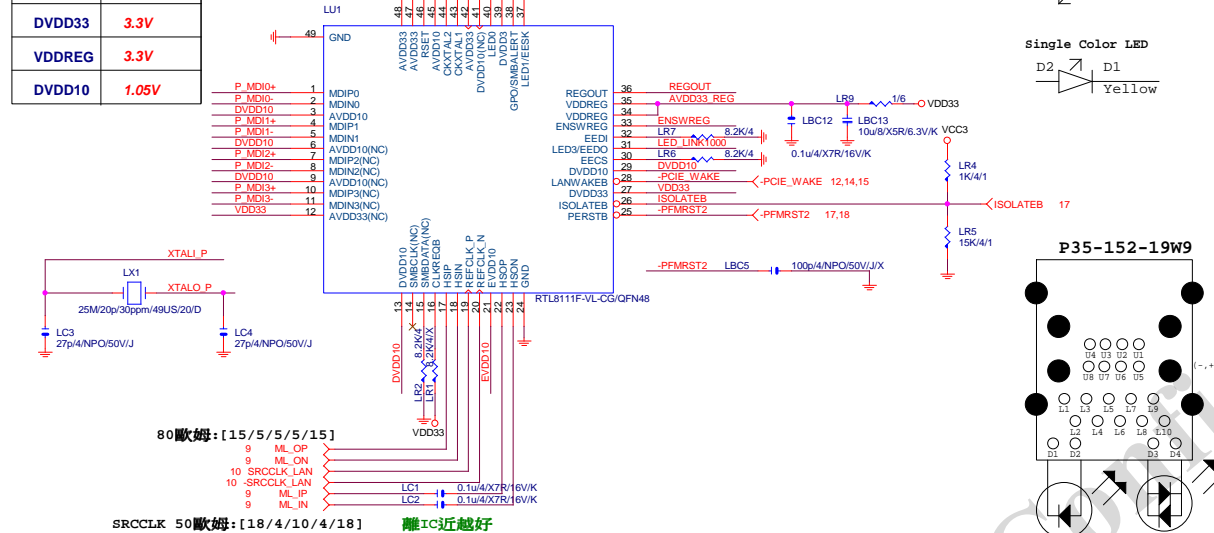 DVDD33 3.3V
VDDREG 3.3V
DVDD10 1.05V
LU1
48 47 46 45 44 43 42 41 40 39 38 37
AVDD33
AVDD33
RSET
AVDD10
CKXTAL2
CKXTAL1
AVDD33
DVDD10(NC)
LED0
DVDD3
GPO/SMBALERT
LED1/EESK
49 GND
P_MDI0+ 1 MDIP0
P_MDI0- 2 MDIN0
DVDD10 3 AVDD10
P_MDI1+ 4 MDIP1
P_MDI1- 5 MDIN1
DVDD10 6 AVDD10(NC)
P_MDI2+ 7 MDIP2(NC)
P_MDI2- 8 MDIN2(NC)
DVDD10 9 AVDD10(NC)
P_MDI3+ 10 MDIP3(NC)
P_MDI3- 11 MDIN3(NC)
VDD33 12 AVDD33(NC)
REGOUT 36 REGOUT
VDDREG 35 AVDD33_REG
VDDREG 34
ENSWREG 33 ENSWREG
EEDI 32 LR7 8.2K/4
LED3/EEDO 31 LED_LINK1000
EECS 30 LR6 8.2K/4
DVDD10 29 DVDD10
LANWAKEB 28 -PCIE_WAKE -PCIE_WAKE 12,14,15
DVDD33 27 VDD33
ISOLATEB 26 ISOLATEB ISOLATEB 17
PERSTB 25 -PFMRST2 -PFMRST2 17,18
LR9 1/6 VDD33
LBC12
0.1u/4/X7R/16V/K
LBC13
10u/8/X5R/6.3V/K
VCC3
LR4
1K/4/1
LR5
15K/4/1
-PFMRST2 LBC5 100p/4/NPO/50V/J/X
RTL8111F-VL-CG/QFN48
DVDD10
SMBCLK(NC)
SMBDATA(NC)
CLKREQB
HSIP
HSIN
REFCLK_P
REFCLK_N
EVDD10
HSOP
HSON
GND
13 14 15 16 17 18 19 20 21 22 23 24
DVDD10
8.2K/4
8.2K/4/X
LR2
LR1
EVDD10
VDD33
XTALI_P
LX1
XTALO_P
25M/20p/30ppm/49US/20/D
LC3
27p/4/NPO/50V/J
LC4
27p/4/NPO/50V/J
80歐姆:[15/5/5/5/15]
9 ML_OP
9 ML_ON
10 SRCCLK_LAN
10 -SRCCLK_LAN
9 ML_IP LC1 0.1u/4/X7R/16V/K
9 ML_IN LC2 0.1u/4/X7R/16V/K
SRCCLK 50歐姆:[18/4/10/4/18]
離IC近越好
Single Color LED
D2 D1
Yellow
P35-152-19W9
U4 U3 U2 U1
U8 U7 U6 U5
(-,+
L1 L3 L5 L7 L9
L2 L4 L6 L8 L10
D1 D2 D3 D4